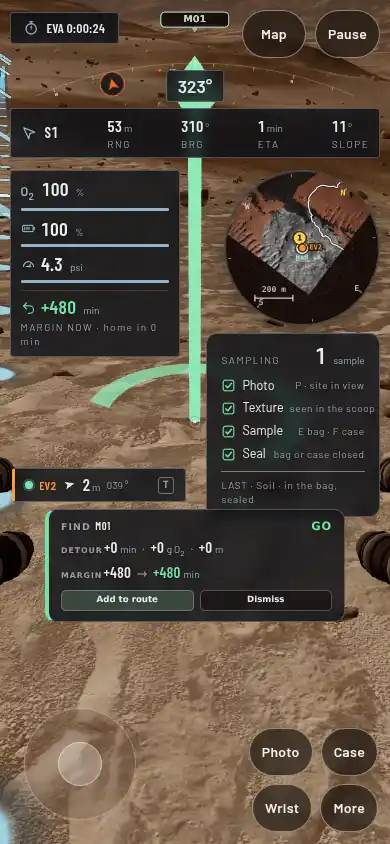 EVA 0:00:24
M01
Map
Pause
323°
S1
53 m
RNG
310°
BRG
1 min
ETA
11°
SLOPE
O₂ 100 %
100 %
4.3 psi
+480 min
MARGIN NOW · home in 0
min
N
W
1
EV2
200 m
E
S
SAMPLING 1 sample
Photo P · site in view
Texture seen in the scoop
Sample E bag · F case
Seal bag or case closed
LAST · Soil · in the bag,
sealed
EV2 2 m 039° T
FIND M01 GO
DETOUR +0 min · +0 g O₂ · +0 m
MARGIN +480 → +480 min
Add to route
Dismiss
Photo
Case
Wrist
More